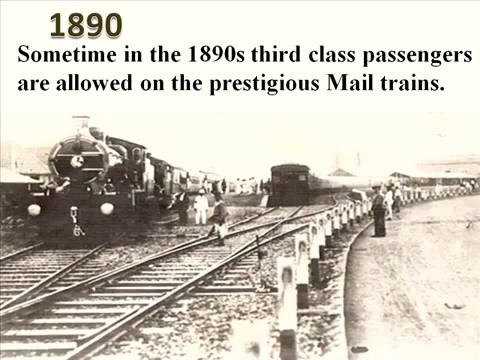 1890
Sometime in the 1890s third class passengers
are allowed on the prestigious Mail trains.